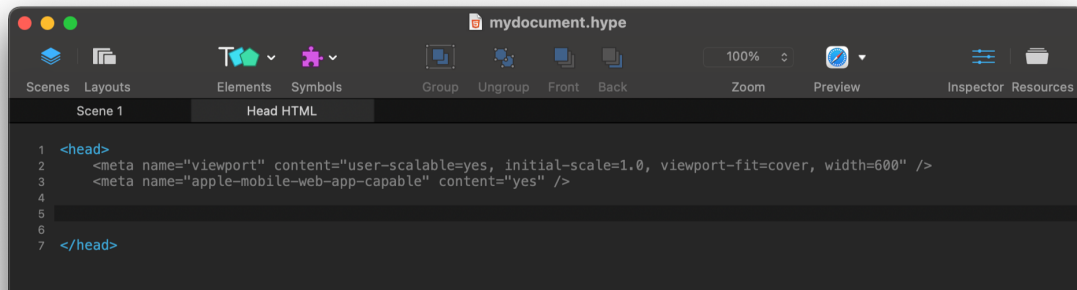 mydocument.hype
100%
Scenes Layouts Elements Symbols Group Ungroup Front Back Zoom Preview Inspector Resources
Scene 1 Head HTML
1 <head>
2 <meta name="viewport" content="user-scalable=yes, initial-scale=1.0, viewport-fit=cover, width=600" />
3 <meta name="apple-mobile-web-app-capable" content="yes" />
4
5
6
7 </head>